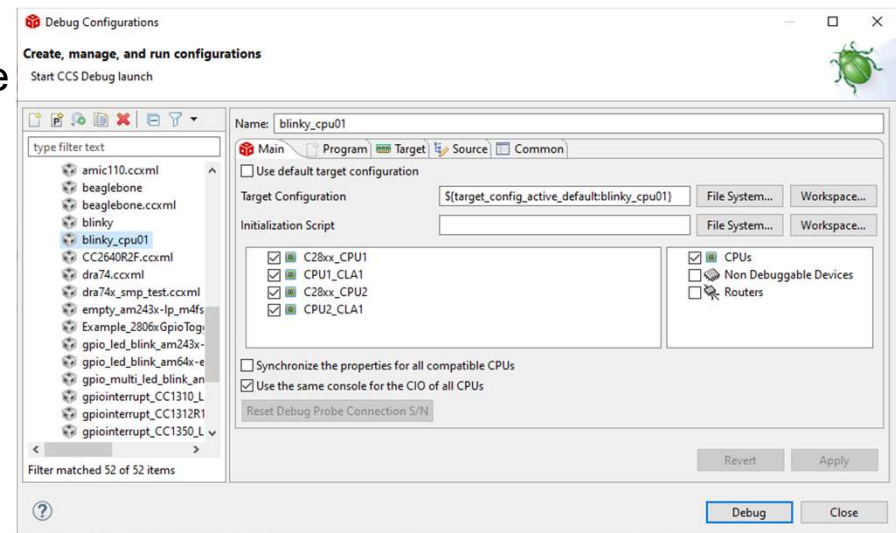 Debug Configurations
Create, manage, and run configurations
e
Start CCS Debug launch
type filter text
amic110.ccxml
beaglebone
beaglebone.ccxml
blinky
blinky_cpu01
CC2640R2F.ccxml
dra74.ccxml
dra74x_smp_test.ccxml
empty_am243x-lp_m4fs
Example_2806xGpioTog
gpio_led_blink_am243x-
gpio_led_blink_am64x-e
gpio_multi_led_blink_an
gpiointerrupt_CC1310_L
gpiointerrupt_CC1312R1
gpiointerrupt_CC1350_L
Filter matched 52 of 52 items
Name: blinky_cpu01
Main Program Target Source Common
Use default target configuration
Target Configuration ${target_config_active_default:blinky_cpu01} File System... Workspace...
Initialization Script File System... Workspace...
C28xx_CPU1
CPU1_CLA1
C28xx_CPU2
CPU2_CLA1
CPUs
Non Debuggable Devices
Routers
Synchronize the properties for all compatible CPUs
Use the same console for the CIO of all CPUs
Reset Debug Probe Connection S/N
Revert Apply
? Debug Close